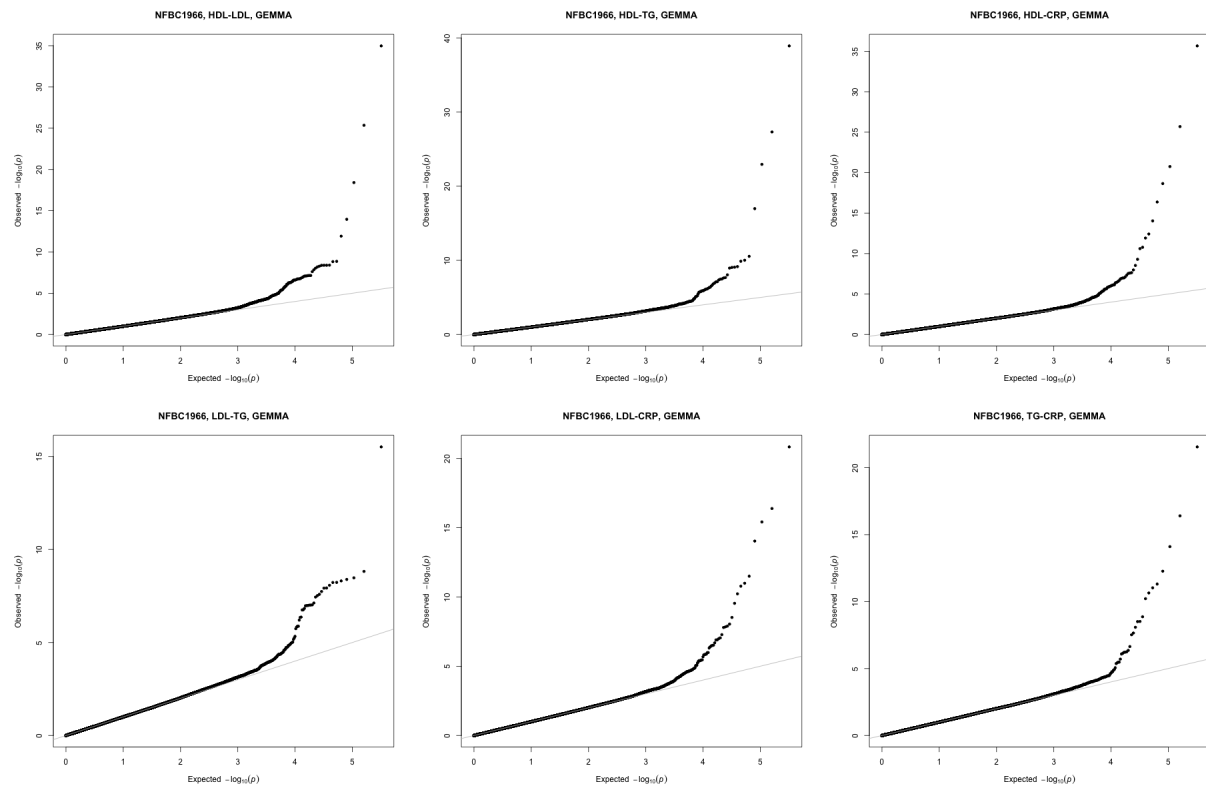 NFBC1966, HDL-LDL, GEMMA
Observed −log₁₀(p)
35
30
25
20
15
10
5
0
0 1 2 3 4 5
Expected −log₁₀(p)
NFBC1966, HDL-TG, GEMMA
Observed −log₁₀(p)
40
30
20
10
0
0 1 2 3 4 5
Expected −log₁₀(p)
NFBC1966, HDL-CRP, GEMMA
Observed −log₁₀(p)
35
30
25
20
15
10
5
0
0 1 2 3 4 5
Expected −log₁₀(p)
NFBC1966, LDL-TG, GEMMA
Observed −log₁₀(p)
15
10
5
0
0 1 2 3 4 5
Expected −log₁₀(p)
NFBC1966, LDL-CRP, GEMMA
Observed −log₁₀(p)
20
15
10
5
0
0 1 2 3 4 5
Expected −log₁₀(p)
NFBC1966, TG-CRP, GEMMA
Observed −log₁₀(p)
20
15
10
5
0
0 1 2 3 4 5
Expected −log₁₀(p)